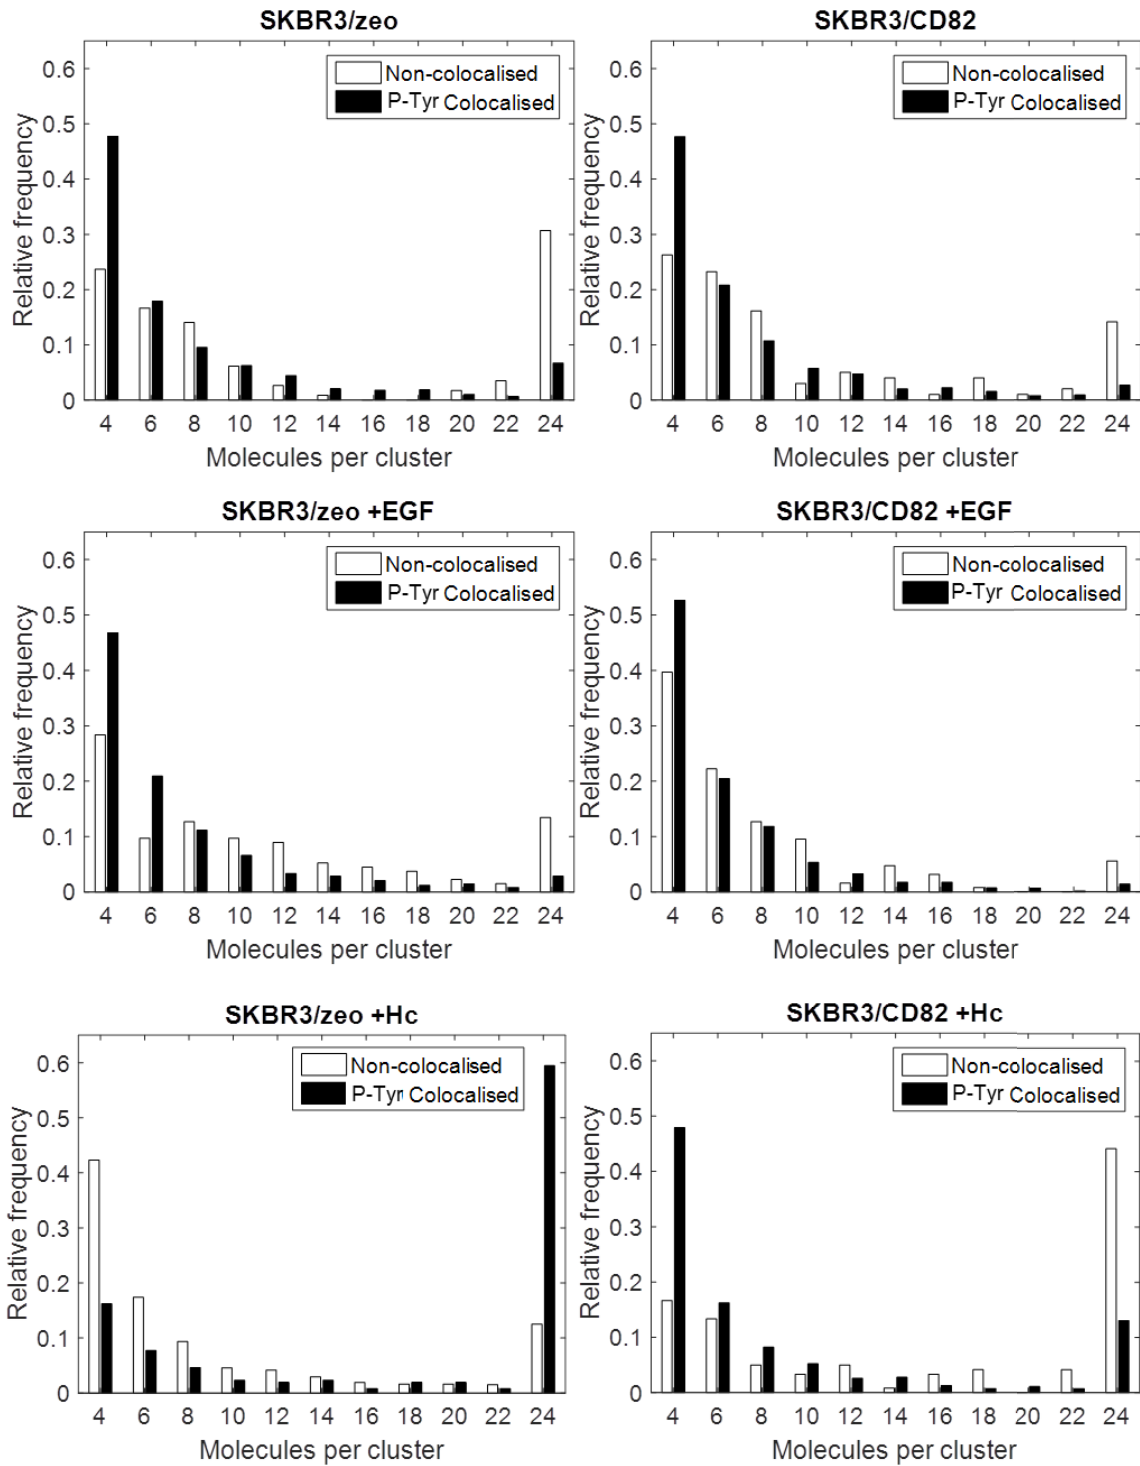 SKBR3/zeo
Non-colocalised
P-Tyr Colocalised
Relative frequency
0.6
0.5
0.4
0.3
0.2
0.1
0
4 6 8 10 12 14 16 18 20 22 24
Molecules per cluster
SKBR3/CD82
Non-colocalised
P-Tyr Colocalised
Relative frequency
0.6
0.5
0.4
0.3
0.2
0.1
0
4 6 8 10 12 14 16 18 20 22 24
Molecules per cluster
SKBR3/zeo +EGF
Non-colocalised
P-Tyr Colocalised
Relative frequency
0.6
0.5
0.4
0.3
0.2
0.1
0
4 6 8 10 12 14 16 18 20 22 24
Molecules per cluster
SKBR3/CD82 +EGF
Non-colocalised
P-Tyr Colocalised
Relative frequency
0.6
0.5
0.4
0.3
0.2
0.1
0
4 6 8 10 12 14 16 18 20 22 24
Molecules per cluster
SKBR3/zeo +Hc
Non-colocalised
P-Tyr Colocalised
Relative frequency
0.6
0.5
0.4
0.3
0.2
0.1
0
4 6 8 10 12 14 16 18 20 22 24
Molecules per cluster
SKBR3/CD82 +Hc
Non-colocalised
P-Tyr Colocalised
Relative frequency
0.6
0.5
0.4
0.3
0.2
0.1
0
4 6 8 10 12 14 16 18 20 22 24
Molecules per cluster